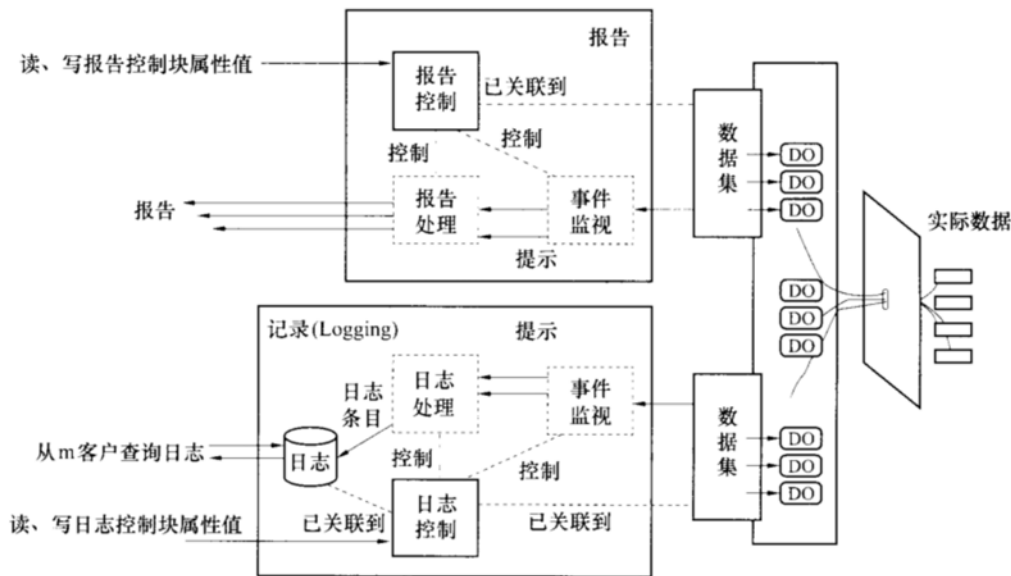 报告
读、写报告控制块属性值
报告
控制
已关联到
控制
控制
报告
报告
处理
事件
监视
提示
数
据
集
DO
DO
DO
实际数据
DO
DO
DO
记录(Logging)
提示
日志
条目
日志
处理
事件
监视
数
据
集
DO
DO
DO
从m客户查询日志
日志
控制
控制
读、写日志控制块属性值
已关联到
日志
控制
已关联到